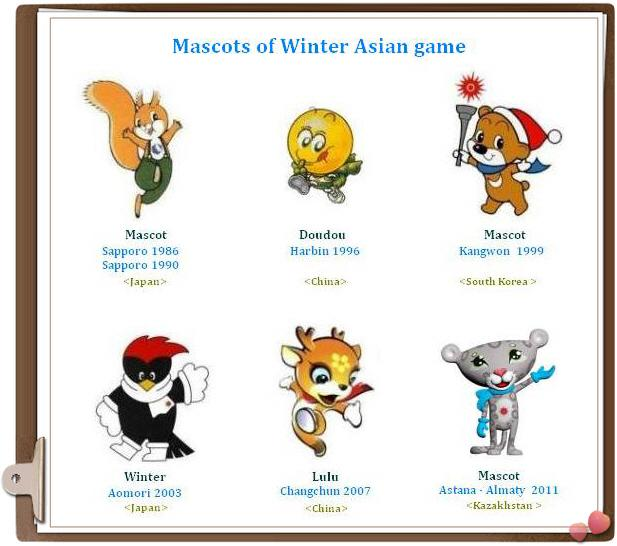 Mascots of Winter Asian game
Mascot
Sapporo 1986
Sapporo 1990
<Japan>
Doudou
Harbin 1996
<China>
Mascot
Kangwon 1999
<South Korea >
Winter
Aomori 2003
<Japan>
Lulu
Changchun 2007
<China>
Mascot
Astana - Almaty 2011
<Kazakhstan >